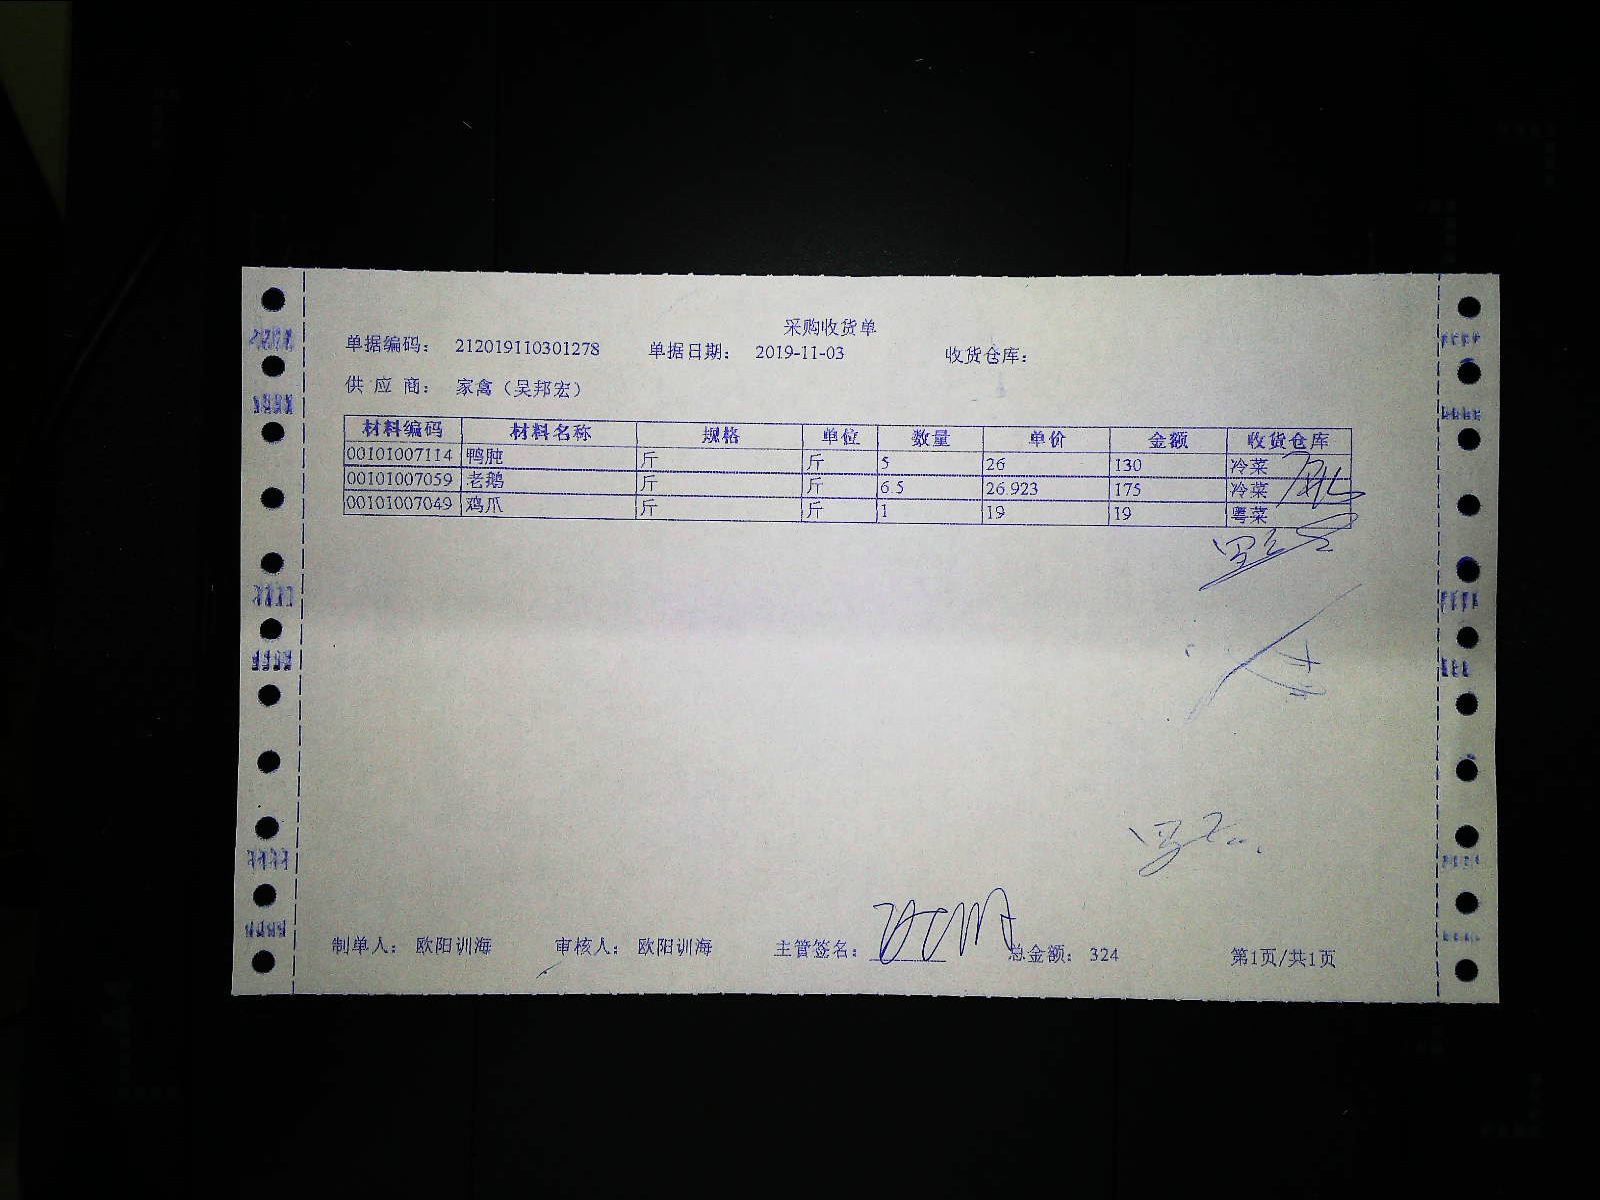 采购收货单
单据编码： 212019110301278 单据日期： 2019-11-03 收货仓库：
供 应 商： 家禽（吴邦宏）
材料编码 材料名称 规格 单位 数量 单价 金额 收货仓库
00101007114 鸭肫 斤 斤 5 26 130 冷菜
00101007059 老鹅 斤 斤 6.5 26.923 175 冷菜
00101007049 鸡爪 斤 斤 1 19 19 粤菜
制单人： 欧阳训海 审核人： 欧阳训海 主管签名： 总金额： 324 第1页/共1页